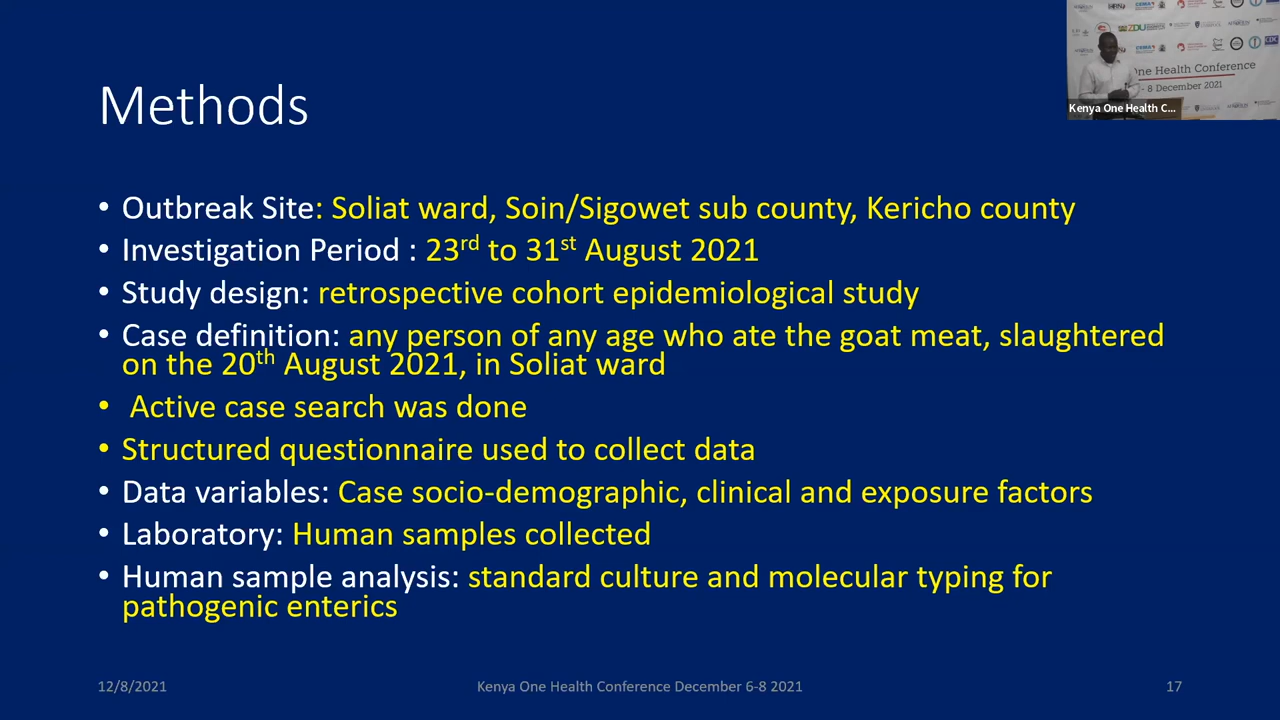 Methods
• Outbreak Site: Soliat ward, Soin/Sigowet sub county, Kericho county
• Investigation Period : 23rd to 31st August 2021
• Study design: retrospective cohort epidemiological study
• Case definition: any person of any age who ate the goat meat, slaughtered
on the 20th August 2021, in Soliat ward
• Active case search was done
• Structured questionnaire used to collect data
• Data variables: Case socio-demographic, clinical and exposure factors
• Laboratory: Human samples collected
• Human sample analysis: standard culture and molecular typing for
pathogenic enterics
12/8/2021
Kenya One Health Conference December 6-8 2021
17
ZDU
One Health Conference
- 8 December 2021
Kenya One Health C...